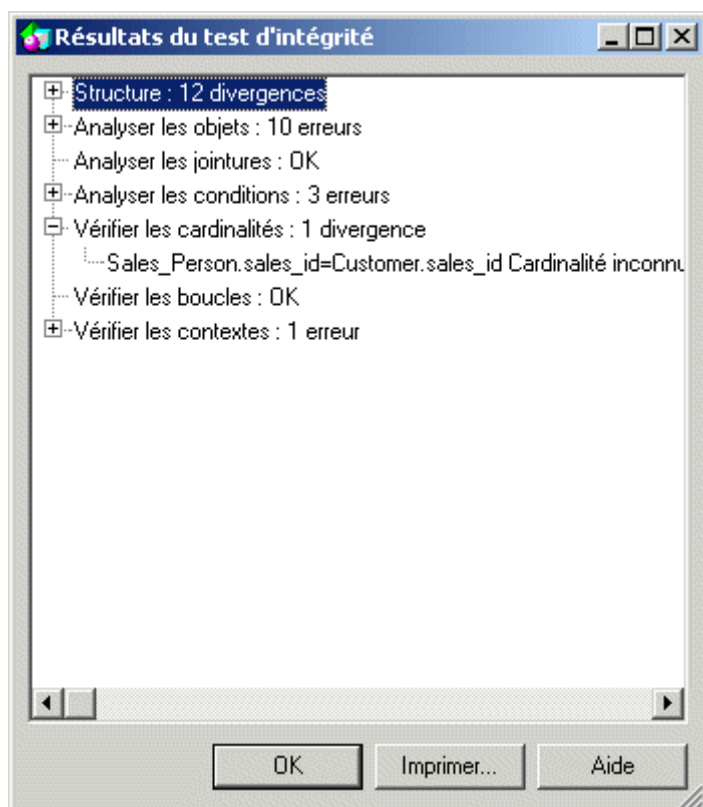 Résultats du test d'intégrité
Structure : 12 divergences
Analyser les objets : 10 erreurs
Analyser les jointures : OK
Analyser les conditions : 3 erreurs
Vérifier les cardinalités : 1 divergence
Sales_Person.sales_id=Customer.sales_id Cardinalité inconnu
Vérifier les boucles : OK
Vérifier les contextes : 1 erreur
OK Imprimer... Aide